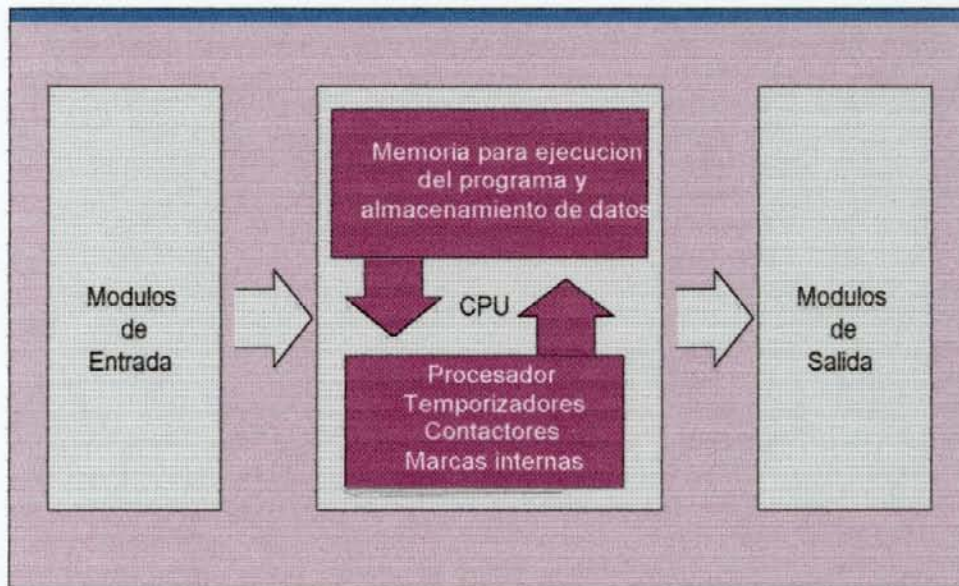 Modulos
de
Entrada
Memoria para ejecucion
del programa y
almacenamiento de datos
CPU
Procesador
Temporizadores
Contactores
Marcas internas
Modulos
de
Salida